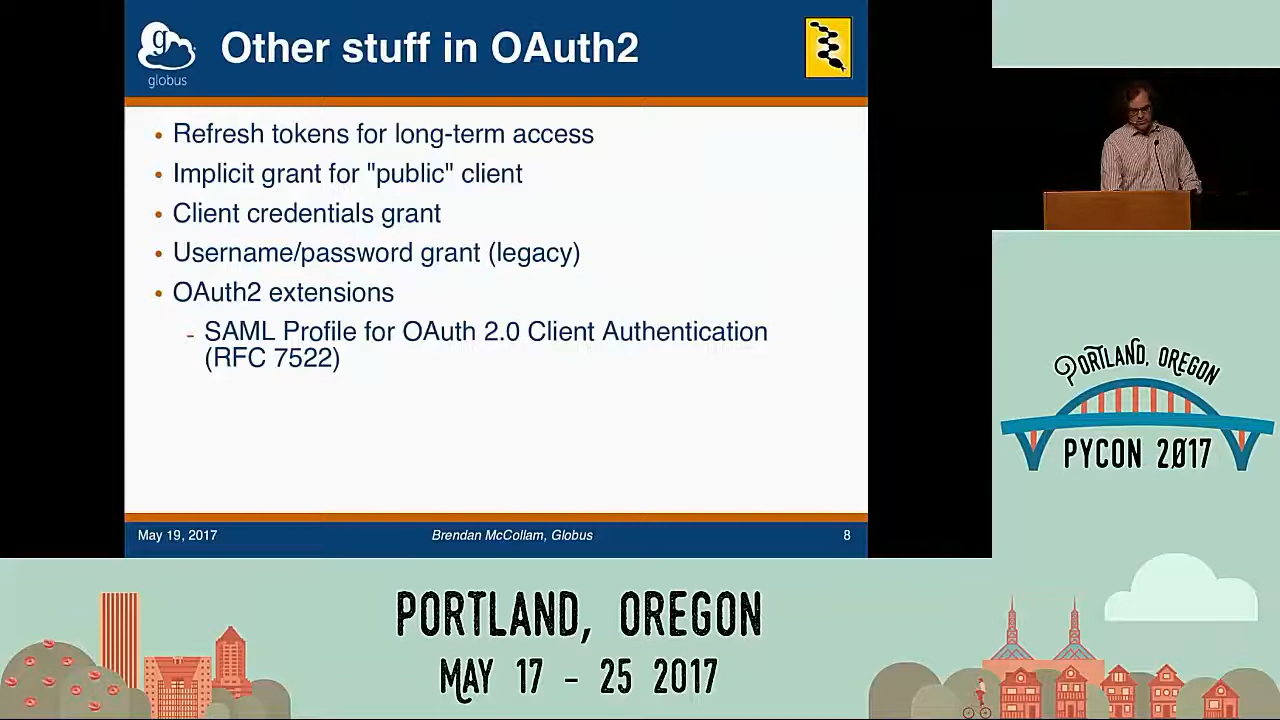 globus
Other stuff in OAuth2
• Refresh tokens for long-term access
• Implicit grant for "public" client
• Client credentials grant
• Username/password grant (legacy)
• OAuth2 extensions
- SAML Profile for OAuth 2.0 Client Authentication
(RFC 7522)
May 19, 2017
Brendan McCollam, Globus
8
PORTLAND, OREGON
PYCON 2017
PORTLAND, OREGON
MAY 17 - 25 2017